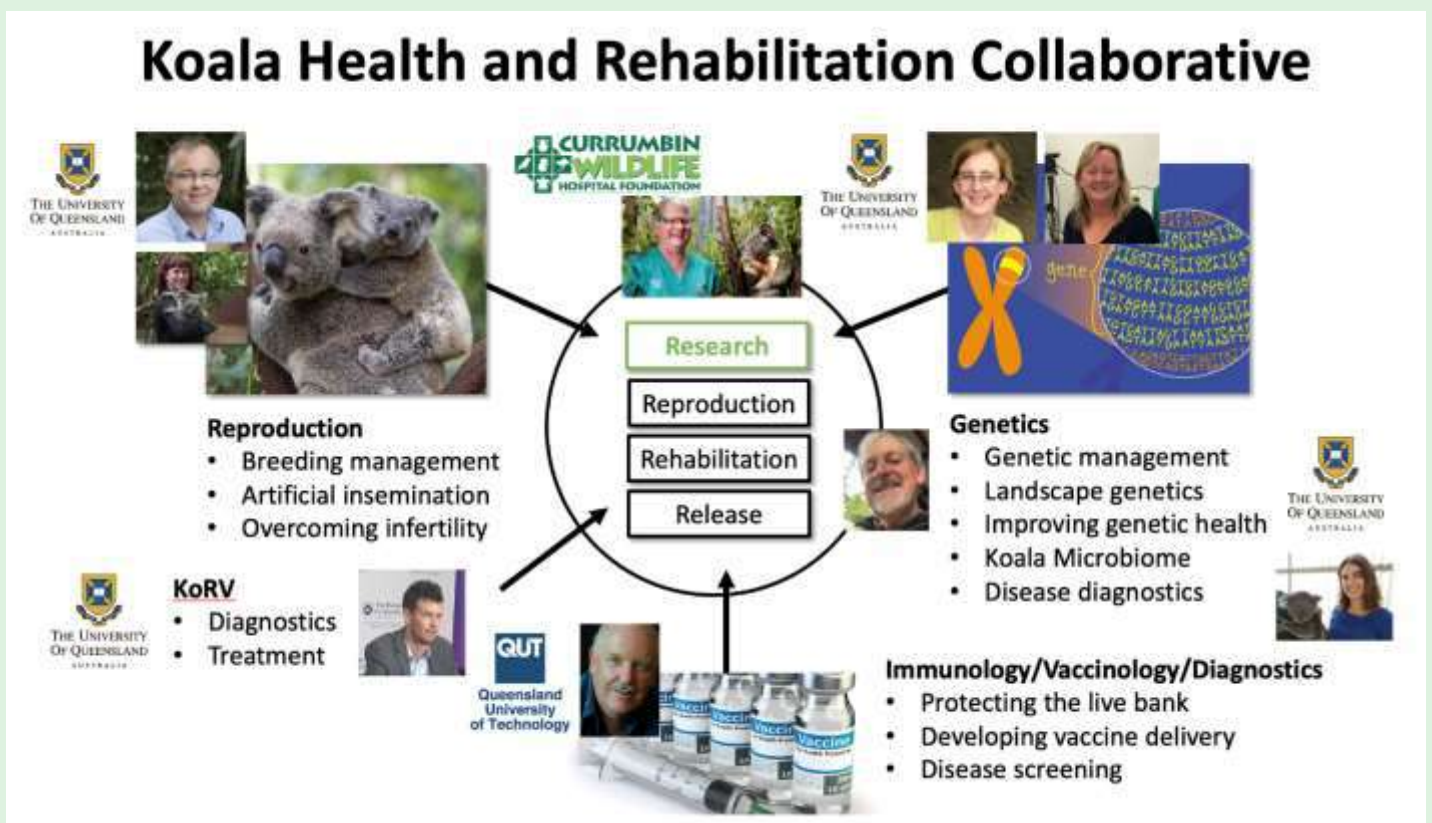 Koala Health and Rehabilitation Collaborative
THE UNIVERSITY
OF QUEENSLAND
AUSTRALIA
CURRUMBIN
WILDLIFE
HOSPITAL FOUNDATION
THE UNIVERSITY
OF QUEENSLAND
AUSTRALIA
gene
Research
Reproduction
Rehabilitation
Release
Reproduction
• Breeding management
• Artificial insemination
• Overcoming infertility
Genetics
• Genetic management
• Landscape genetics
• Improving genetic health
• Koala Microbiome
• Disease diagnostics
THE UNIVERSITY
OF QUEENSLAND
AUSTRALIA
THE UNIVERSITY
OF QUEENSLAND
AUSTRALIA
KoRV
• Diagnostics
• Treatment
QUT
Queensland
University
of Technology
Vaccine
Immunology/Vaccinology/Diagnostics
• Protecting the live bank
• Developing vaccine delivery
• Disease screening